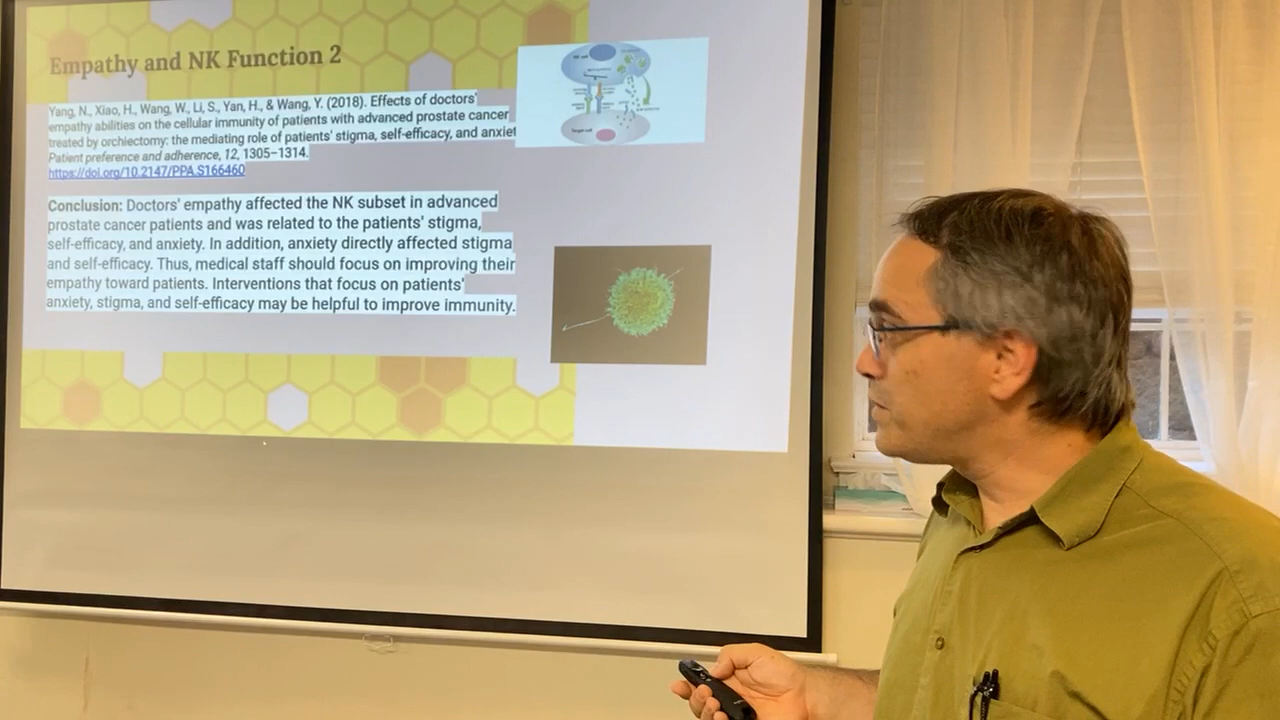 Empathy and NK Function 2
Yang, N., Xiao, H., Wang, W., Li, S., Yan, H., & Wang, Y. (2018). Effects of doctors'
empathy abilities on the cellular immunity of patients with advanced prostate cancer
treated by orchiectomy: the mediating role of patients' stigma, self-efficacy, and anxiet
Patient preference and adherence, 12, 1305–1314.
https://doi.org/10.2147/PPA.S166460
Conclusion: Doctors' empathy affected the NK subset in advanced
prostate cancer patients and was related to the patients' stigma,
self-efficacy, and anxiety. In addition, anxiety directly affected stigma
and self-efficacy. Thus, medical staff should focus on improving their
empathy toward patients. Interventions that focus on patients'
anxiety, stigma, and self-efficacy may be helpful to improve immunity.
NK cell
Target cell